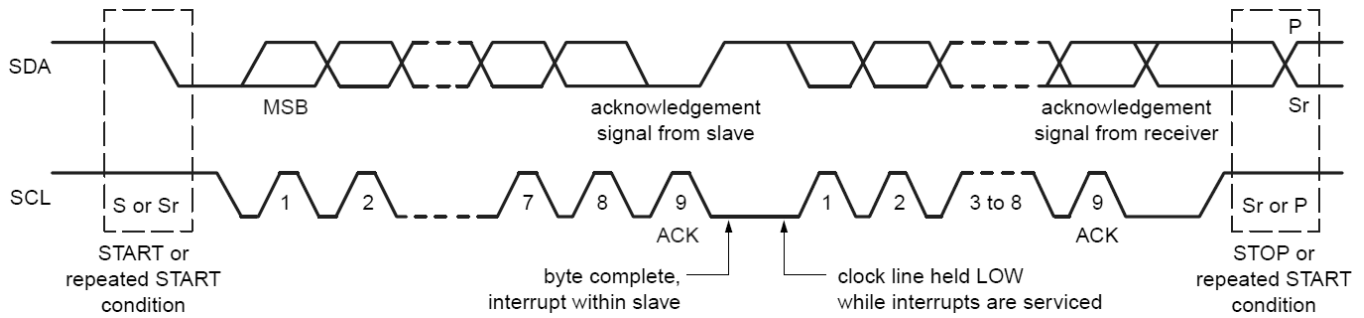 P
SDA
MSB
acknowledgement
signal from slave
acknowledgement
signal from receiver
Sr
SCL
S or Sr
1
2
7
8
9
1
2
3 to 8
9
Sr or P
ACK
ACK
START or
repeated START
condition
byte complete,
interrupt within slave
clock line held LOW
while interrupts are serviced
STOP or
repeated START
condition